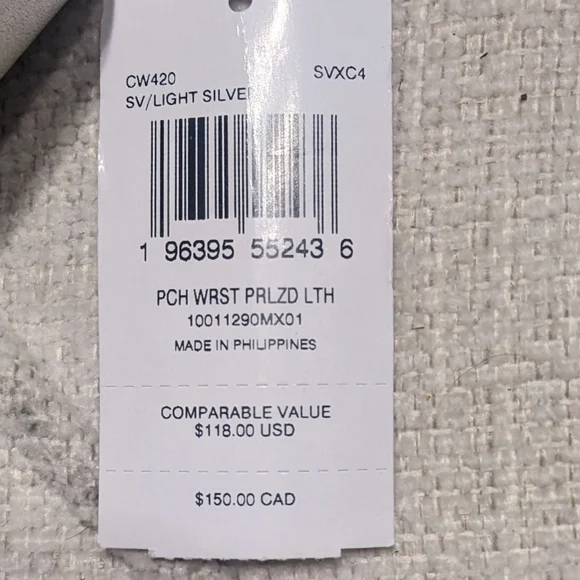 CW420 SVXC4
SV/LIGHT SILVER
1 96395 55243 6
PCH WRST PRLZD LTH
10011290MX01
MADE IN PHILIPPINES
COMPARABLE VALUE
$118.00 USD
$150.00 CAD